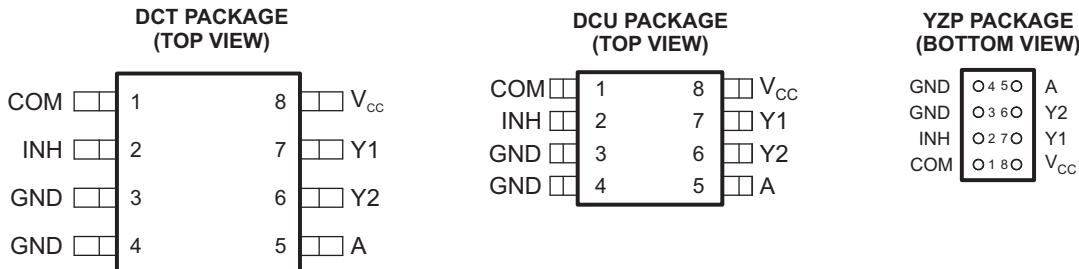 DCT PACKAGE
(TOP VIEW)
COM 1 8 VCC
INH 2 7 Y1
GND 3 6 Y2
GND 4 5 A
DCU PACKAGE
(TOP VIEW)
COM 1 8 VCC
INH 2 7 Y1
GND 3 6 Y2
GND 4 5 A
YZP PACKAGE
(BOTTOM VIEW)
GND 4 5 A
GND 3 6 Y2
INH 2 7 Y1
COM 1 8 VCC